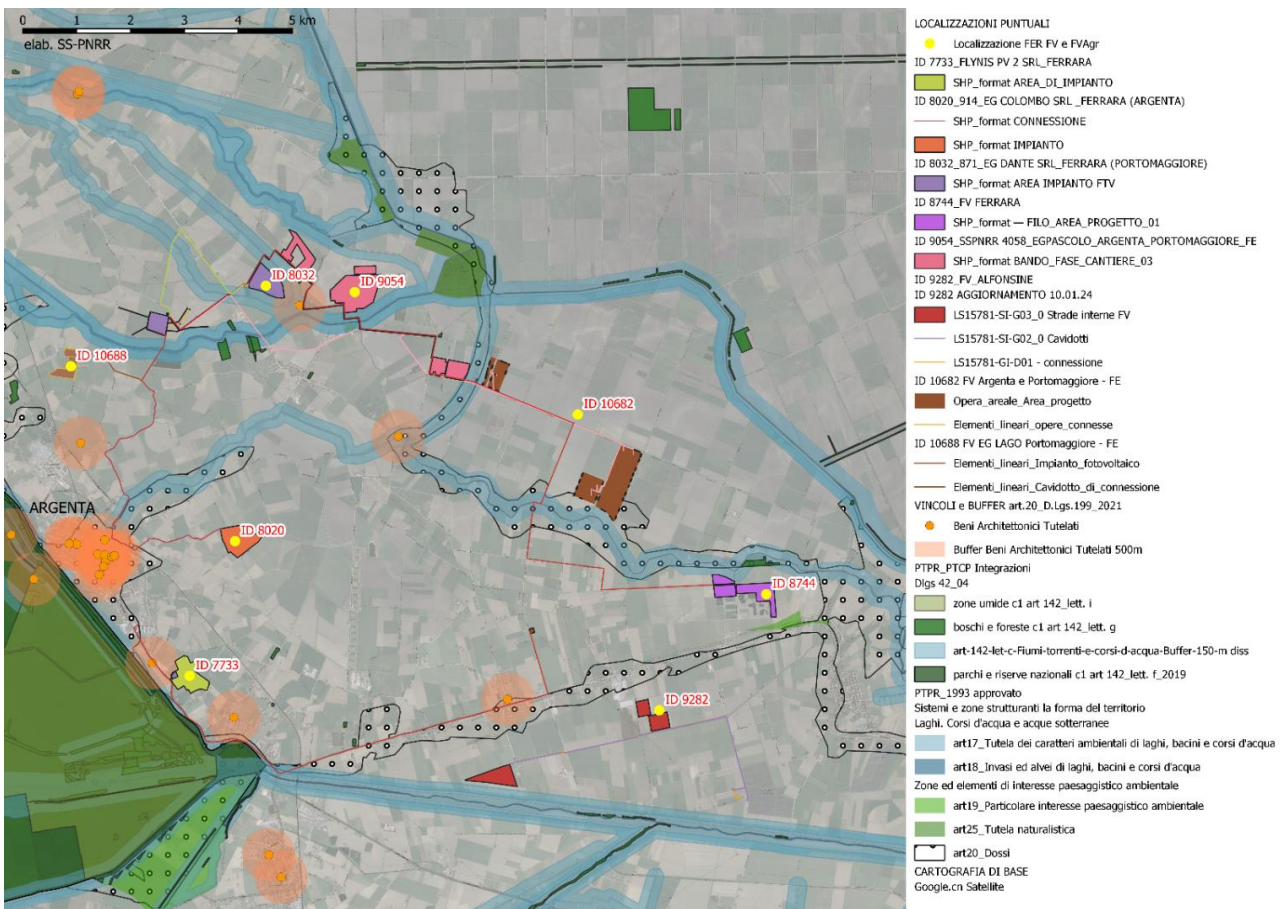 0 1 2 3 4 5 km
elab. SS-PNRR
ID 8032
ID 9054
ID 10688
ID 10682
ARGENTA
ID 8020
ID 8744
ID 7733
ID 9282
LOCALIZZAZIONI PUNTUALI
Localizzazione FER FV e FVAgr
ID 7733_FLYNIS PV 2 SRL_FERRARA
SHP_format AREA_DI_IMPIANTO
ID 8020_914_EG COLOMBO SRL _FERRARA (ARGENTA)
SHP_format CONNESSIONE
SHP_format IMPIANTO
ID 8032_871_EG DANTE SRL_FERRARA (PORTOMAGGIORE)
SHP_format AREA IMPIANTO FTV
ID 8744_FV FERRARA
SHP_format — FILO_AREA_PROGETTO_01
ID 9054_SSPNRR 4058_EGPASCOLO_ARGENTA_PORTOMAGGIORE_FE
SHP_format BANDO_FASE_CANTIERE_03
ID 9282_FV_ALFONSINE
ID 9282 AGGIORNAMENTO 10.01.24
LS15781-SI-G03_0 Strade interne FV
LS15781-SI-G02_0 Cavidotti
LS15781-GI-D01 - connessione
ID 10682 FV Argenta e Portomaggiore - FE
Opera_areale_Area_progetto
Elementi_lineari_opere_connesse
ID 10688 FV EG LAGO Portomaggiore - FE
Elementi_lineari_Impianto_fotovoltaico
Elementi_lineari_Cavidotto_di_connessione
VINCOLI e BUFFER art.20_D.Lgs.199_2021
Beni Architettonici Tutelati
Buffer Beni Architettonici Tutelati 500m
PTPR_PTCP Integrazioni
Dlgs 42_04
zone umide c1 art 142_lett. i
boschi e foreste c1 art 142_lett. g
art-142-let-c-Fiumi-torrenti-e-corsi-d-acqua-Buffer-150-m diss
parchi e riserve nazionali c1 art 142_lett. f_2019
PTPR_1993 approvato
Sistemi e zone strutturanti la forma del territorio
Laghi. Corsi d'acqua e acque sotterranee
art17_Tutela dei caratteri ambientali di laghi, bacini e corsi d'acqua
art18_Invasi ed alvei di laghi, bacini e corsi d'acqua
Zone ed elementi di interesse paesaggistico ambientale
art19_Particolare interesse paesaggistico ambientale
art25_Tutela naturalistica
art20_Dossi
CARTOGRAFIA DI BASE
Google.cn Satellite